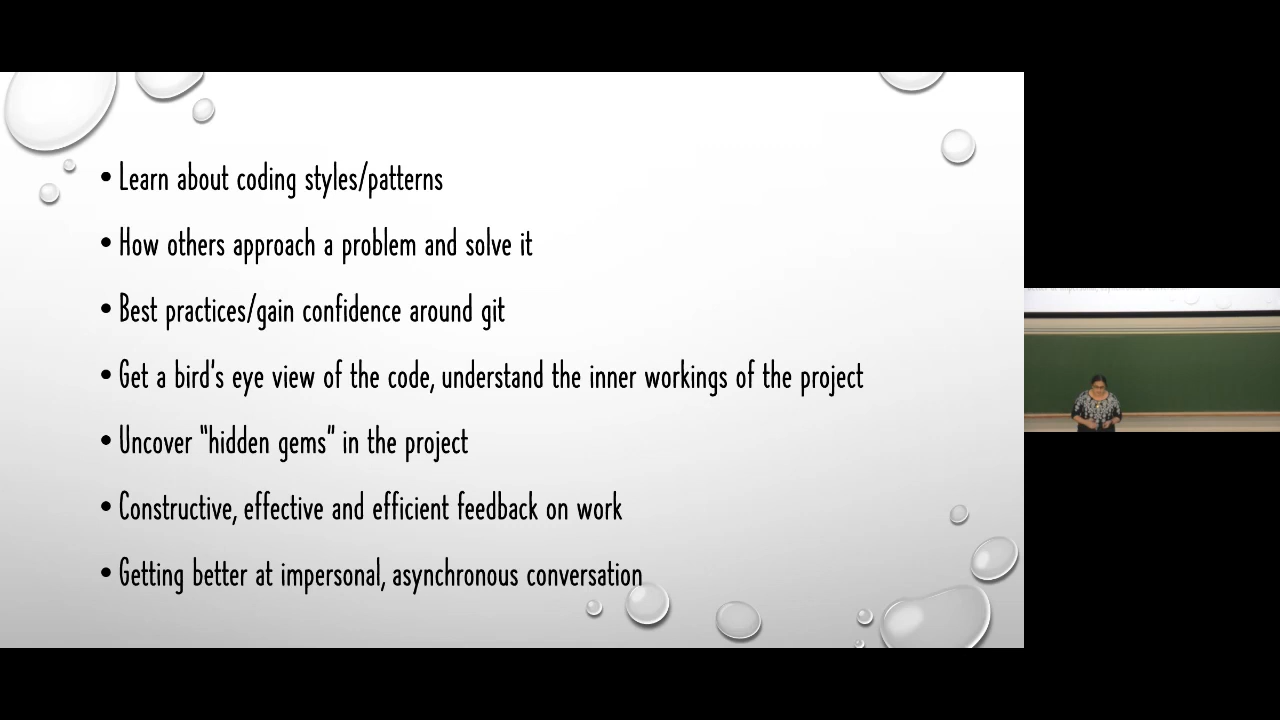 • Learn about coding styles/patterns
• How others approach a problem and solve it
• Best practices/gain confidence around git
• Get a bird's eye view of the code, understand the inner workings of the project
• Uncover “hidden gems” in the project
• Constructive, effective and efficient feedback on work
• Getting better at impersonal, asynchronous conversation